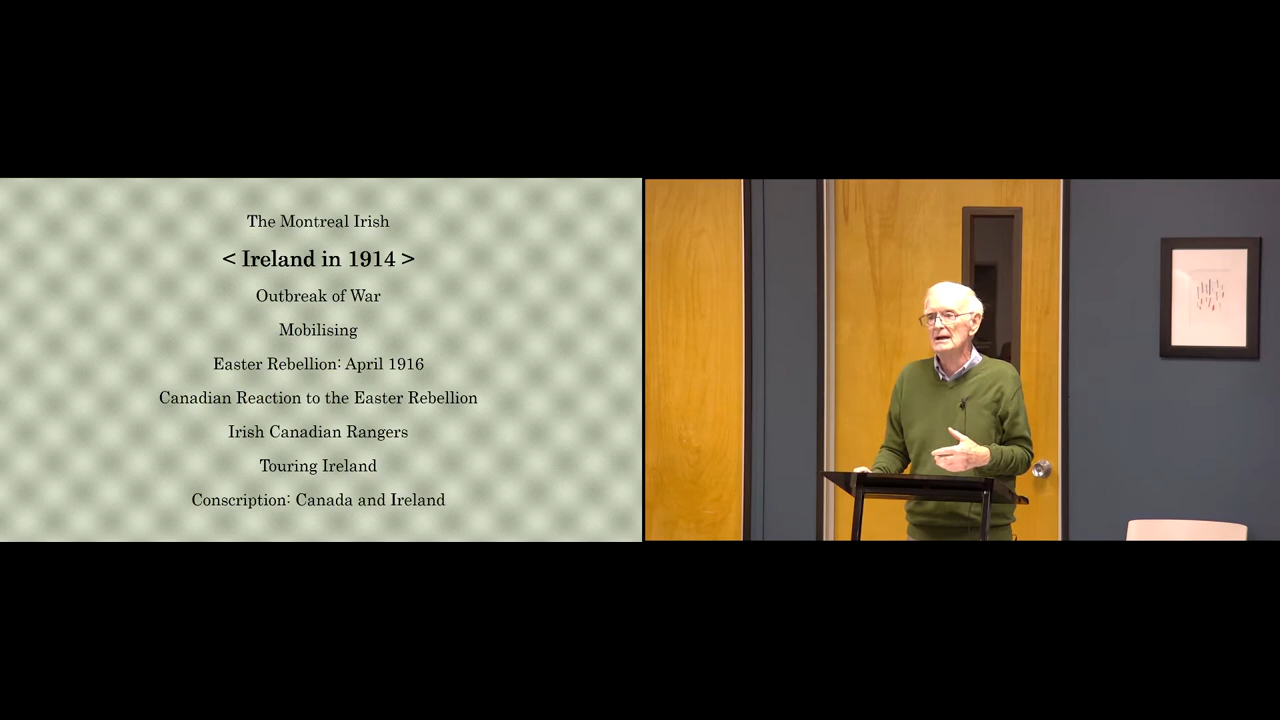 The Montreal Irish
< Ireland in 1914 >
Outbreak of War
Mobilising
Easter Rebellion: April 1916
Canadian Reaction to the Easter Rebellion
Irish Canadian Rangers
Touring Ireland
Conscription: Canada and Ireland